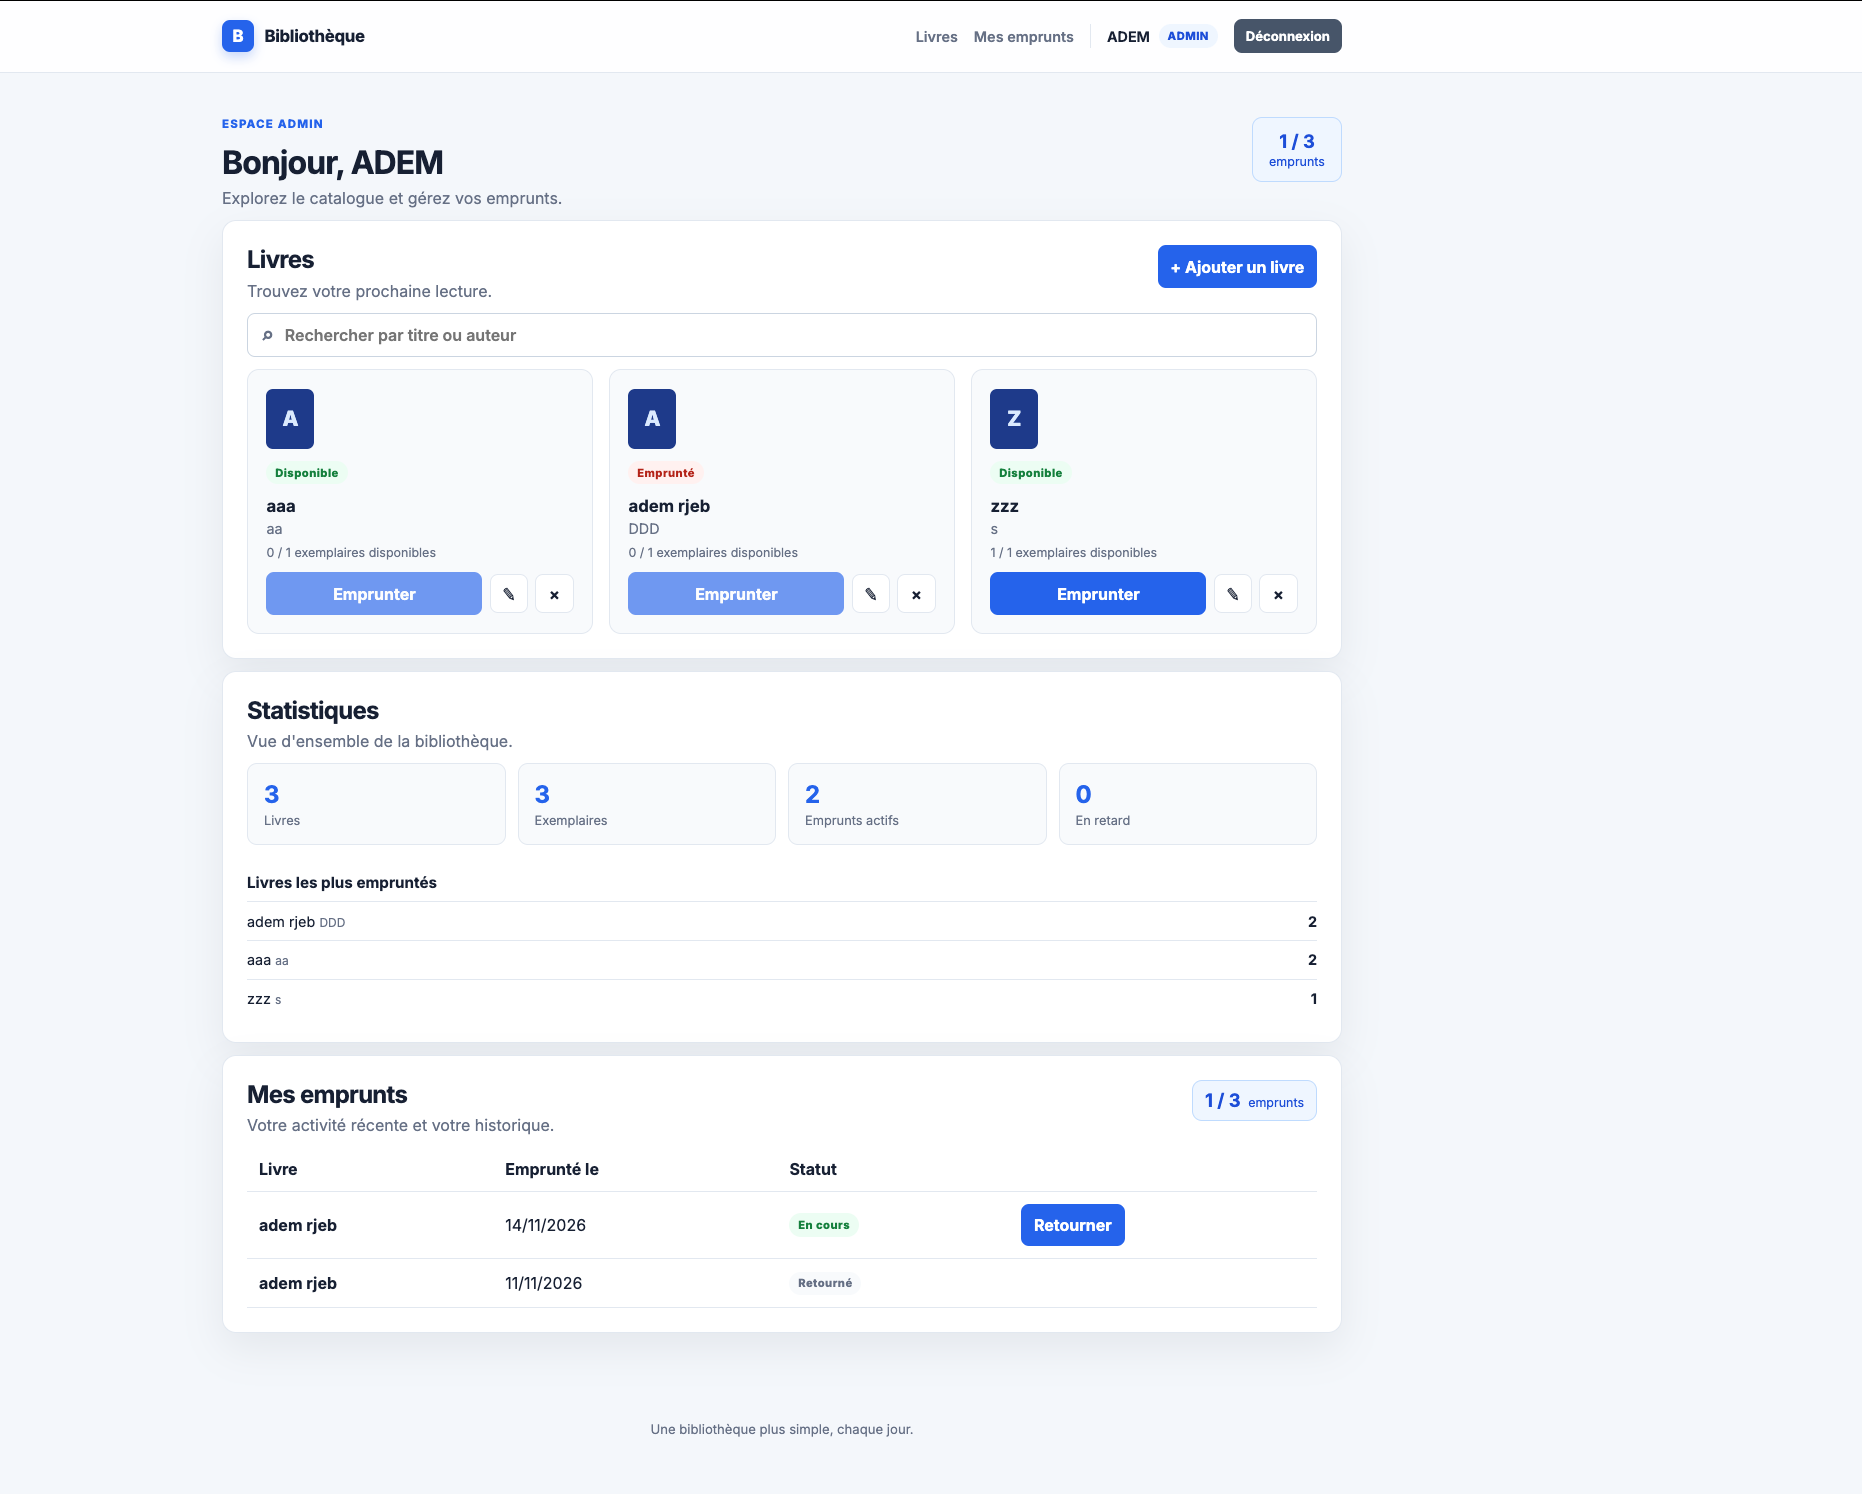 B Bibliothèque
Livres Mes emprunts ADEM ADMIN Déconnexion
ESPACE ADMIN
Bonjour, ADEM
Explorez le catalogue et gérez vos emprunts.
1 / 3
emprunts
Livres
Trouvez votre prochaine lecture.
+ Ajouter un livre
Rechercher par titre ou auteur
A
Disponible
aaa
aa
0 / 1 exemplaires disponibles
Emprunter ✎ ×
A
Emprunté
adem rjeb
DDD
0 / 1 exemplaires disponibles
Emprunter ✎ ×
Z
Disponible
zzz
s
1 / 1 exemplaires disponibles
Emprunter ✎ ×
Statistiques
Vue d'ensemble de la bibliothèque.
3
Livres
3
Exemplaires
2
Emprunts actifs
0
En retard
Livres les plus empruntés
adem rjeb DDD 2
aaa aa 2
zzz s 1
Mes emprunts
Votre activité récente et votre historique.
1 / 3 emprunts
Livre Emprunté le Statut
adem rjeb 14/11/2026 En cours Retourner
adem rjeb 11/11/2026 Retourné
Une bibliothèque plus simple, chaque jour.